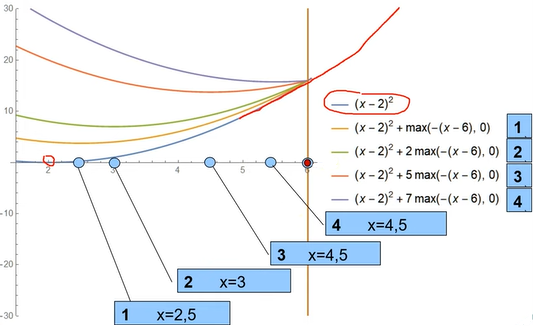 30
20
10
2
3
4
5
6
-10
-20
-30
(x − 2)²
(x − 2)² + max(−(x − 6), 0) 1
(x − 2)² + 2 max(−(x − 6), 0) 2
(x − 2)² + 5 max(−(x − 6), 0) 3
(x − 2)² + 7 max(−(x − 6), 0) 4
4 x=4,5
3 x=4,5
2 x=3
1 x=2,5